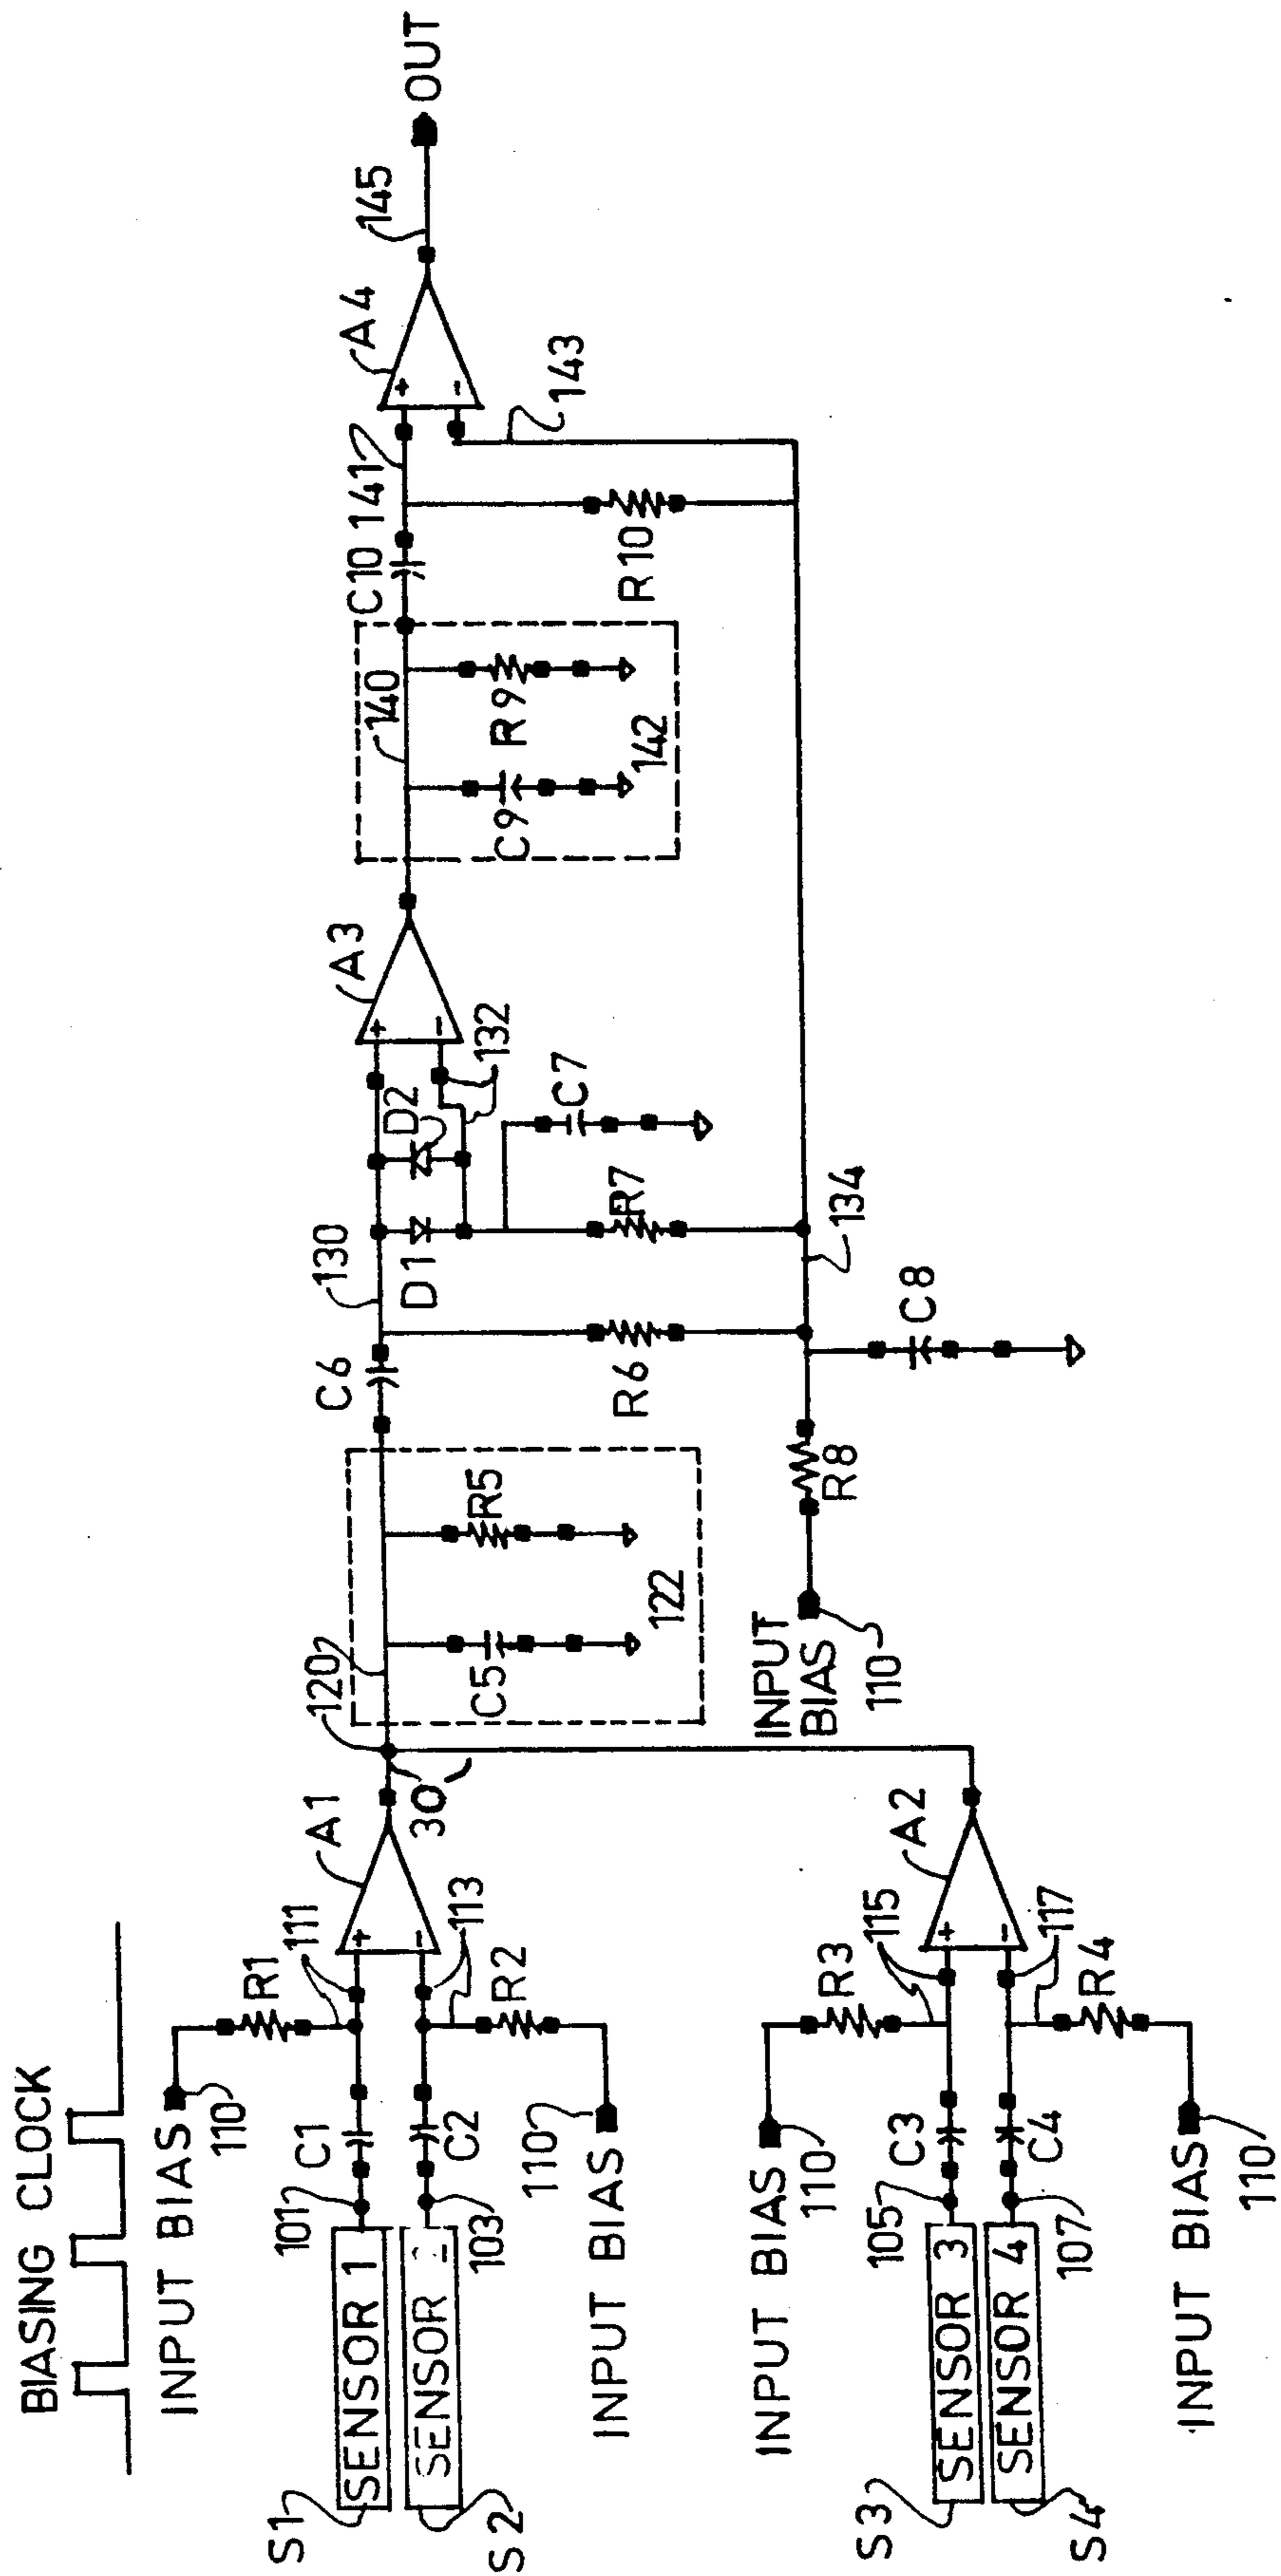 BIASING CLOCK
INPUT BIAS
110
R1
111
S1
SENSOR 1
101
C1
+
-
A1
S2
SENSOR
103
C2
113
R2
110
INPUT BIAS
30
120
C5
R5
122
C6
130
R6
D1
D2
132
R7
C7
A3
+
-
140
C9
R9
142
C10
141
R10
A4
+
-
143
145
OUT
INPUT
BIAS
110
R8
C8
134
INPUT BIAS
110
R3
115
S3
SENSOR 3
105
C3
+
-
A2
S4
SENSOR 4
107
C4
117
R4
110
INPUT BIAS